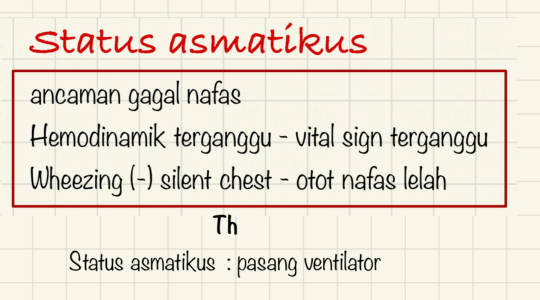 Status asmatikus
ancaman gagal nafas
Hemodinamik terganggu - vital sign terganggu
Wheezing (-) silent chest - otot nafas lelah
Th
Status asmatikus : pasang ventilator